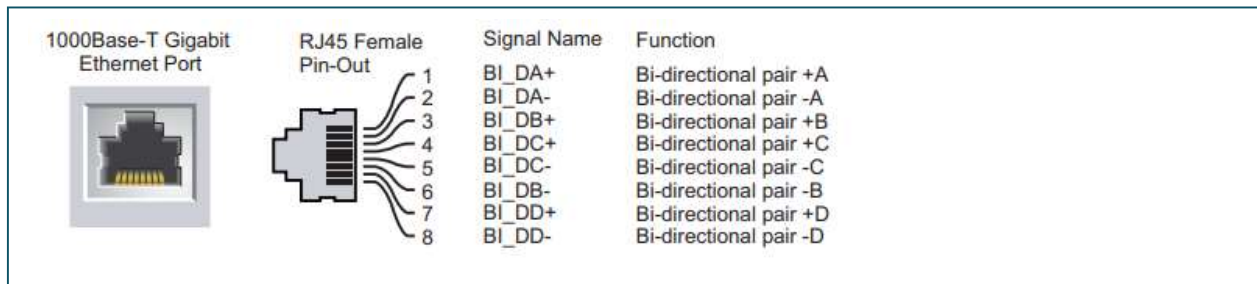 1000Base-T Gigabit
Ethernet Port
RJ45 Female
Pin-Out
Signal Name Function
1 BI_DA+ Bi-directional pair +A
2 BI_DA- Bi-directional pair -A
3 BI_DB+ Bi-directional pair +B
4 BI_DC+ Bi-directional pair +C
5 BI_DC- Bi-directional pair -C
6 BI_DB- Bi-directional pair -B
7 BI_DD+ Bi-directional pair +D
8 BI_DD- Bi-directional pair -D